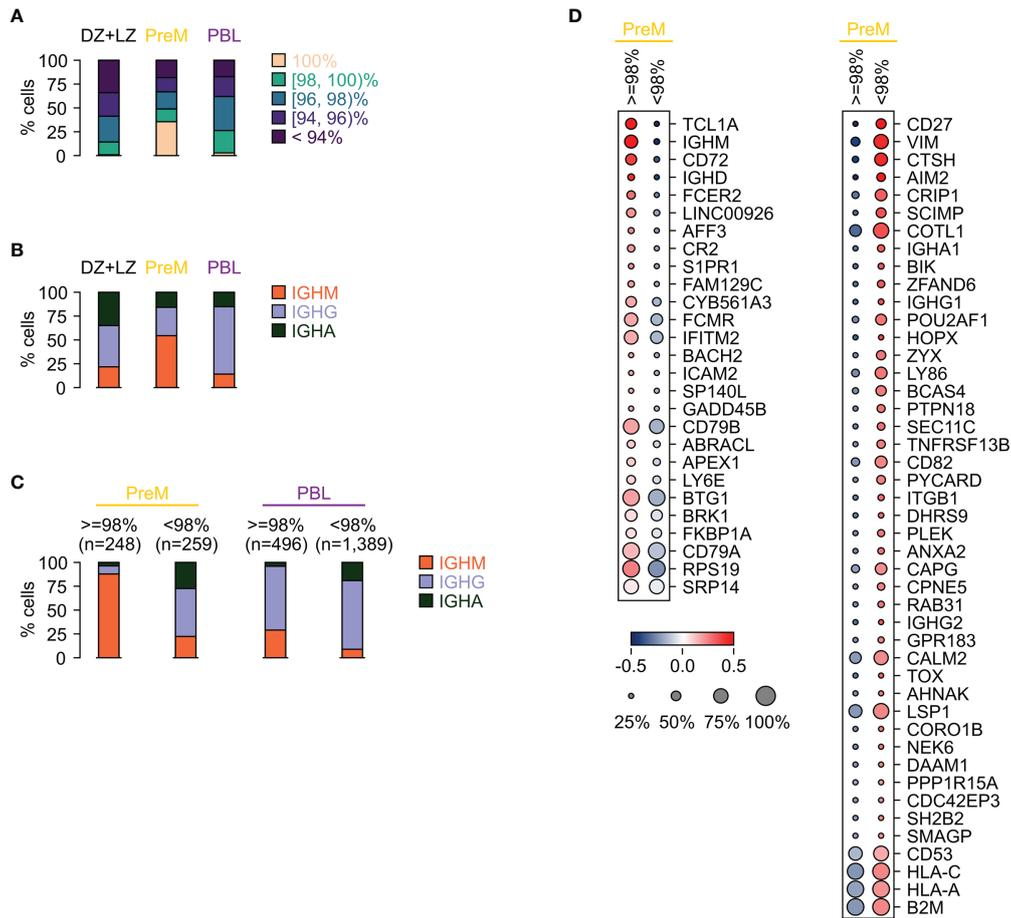 A
DZ+LZ PreM PBL
% cells
100
75
50
25
0
100%
[98, 100)%
[96, 98)%
[94, 96)%
< 94%
B
DZ+LZ PreM PBL
% cells
100
75
50
25
0
IGHM
IGHG
IGHA
C
PreM PBL
>=98% <98% >=98% <98%
(n=248) (n=259) (n=496) (n=1,389)
% cells
100
75
50
25
0
IGHM
IGHG
IGHA
D
PreM
>=98%
<98%
TCL1A
IGHM
CD72
IGHD
FCER2
LINC00926
AFF3
CR2
S1PR1
FAM129C
CYB561A3
FCMR
IFITM2
BACH2
ICAM2
SP140L
GADD45B
CD79B
ABRACL
APEX1
LY6E
BTG1
BRK1
FKBP1A
CD79A
RPS19
SRP14
-0.5 0.0 0.5
25% 50% 75% 100%
PreM
>=98%
<98%
CD27
VIM
CTSH
AIM2
CRIP1
SCIMP
COTL1
IGHA1
BIK
ZFAND6
IGHG1
POU2AF1
HOPX
ZYX
LY86
BCAS4
PTPN18
SEC11C
TNFRSF13B
CD82
PYCARD
ITGB1
DHRS9
PLEK
ANXA2
CAPG
CPNE5
RAB31
IGHG2
GPR183
CALM2
TOX
AHNAK
LSP1
CORO1B
NEK6
DAAM1
PPP1R15A
CDC42EP3
SH2B2
SMAGP
CD53
HLA-C
HLA-A
B2M